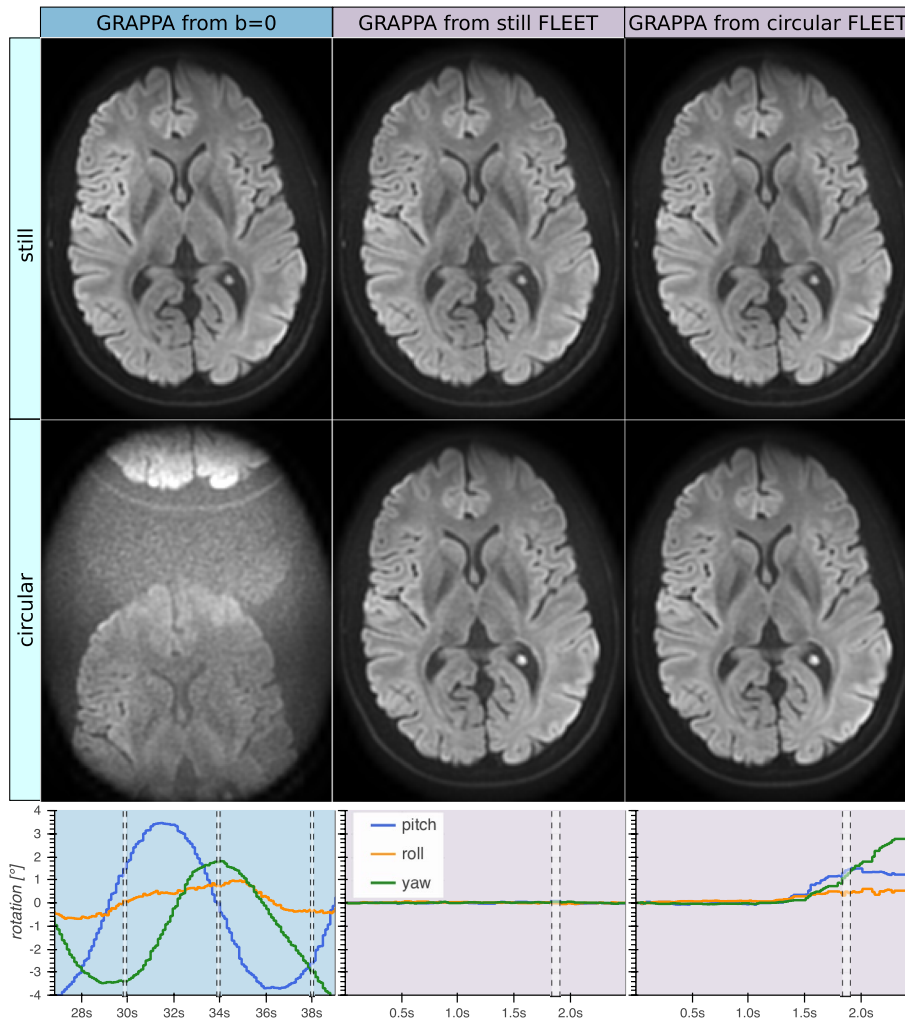 GRAPPA from b=0
GRAPPA from still FLEET
GRAPPA from circular FLEET
still
circular
rotation [°]
4
3
2
1
0
-1
-2
-3
-4
pitch
roll
yaw
28s 30s 32s 34s 36s 38s
0.5s 1.0s 1.5s 2.0s
0.5s 1.0s 1.5s 2.0s